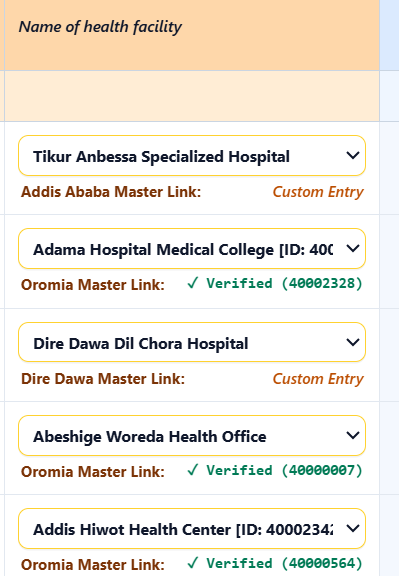 Name of health facility
Tikur Anbessa Specialized Hospital
Addis Ababa Master Link: Custom Entry
Adama Hospital Medical College [ID: 400
Oromia Master Link: ✓ Verified (40002328)
Dire Dawa Dil Chora Hospital
Dire Dawa Master Link: Custom Entry
Abeshige Woreda Health Office
Oromia Master Link: ✓ Verified (40000007)
Addis Hiwot Health Center [ID: 40002342
Oromia Master Link: ✓ Verified (40000564)